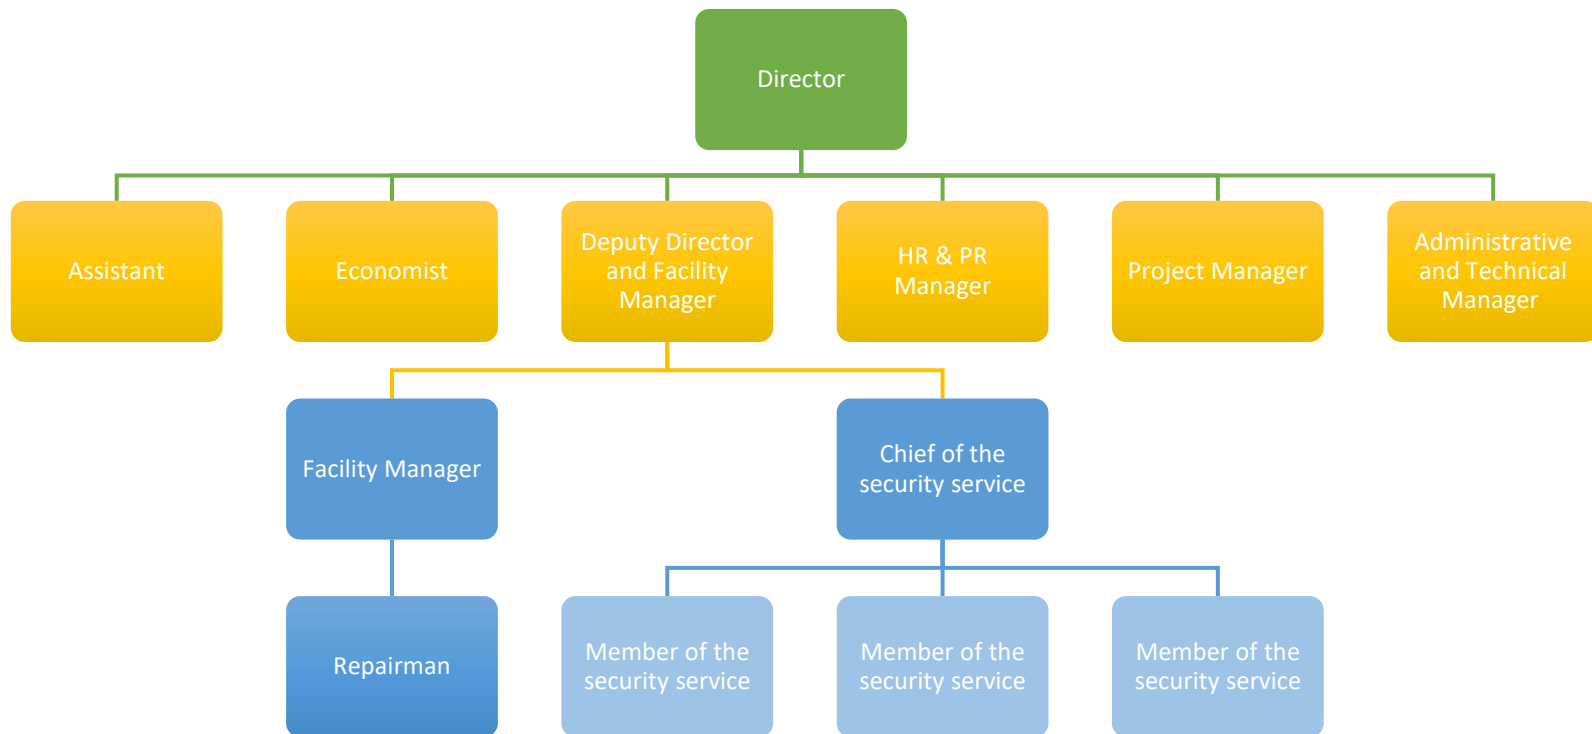 Director
Assistant
Economist
Deputy Director
and Facility
Manager
HR & PR
Manager
Project Manager
Administrative
and Technical
Manager
Facility Manager
Chief of the
security service
Repairman
Member of the
security service
Member of the
security service
Member of the
security service